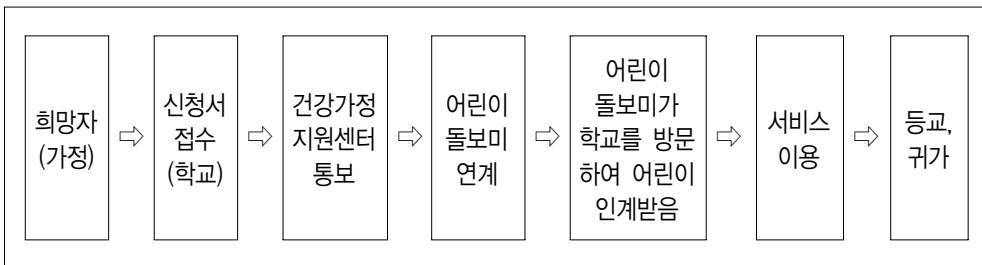 희망자
(가정)
⇨
신청서
접수
(학교)
⇨
건강가정
지원센터
통보
⇨
어린이
돌보미
연계
⇨
어린이
돌보미가
학교를 방문
하여 어린이
인계받음
⇨
서비스
이용
⇨
등교,
귀가